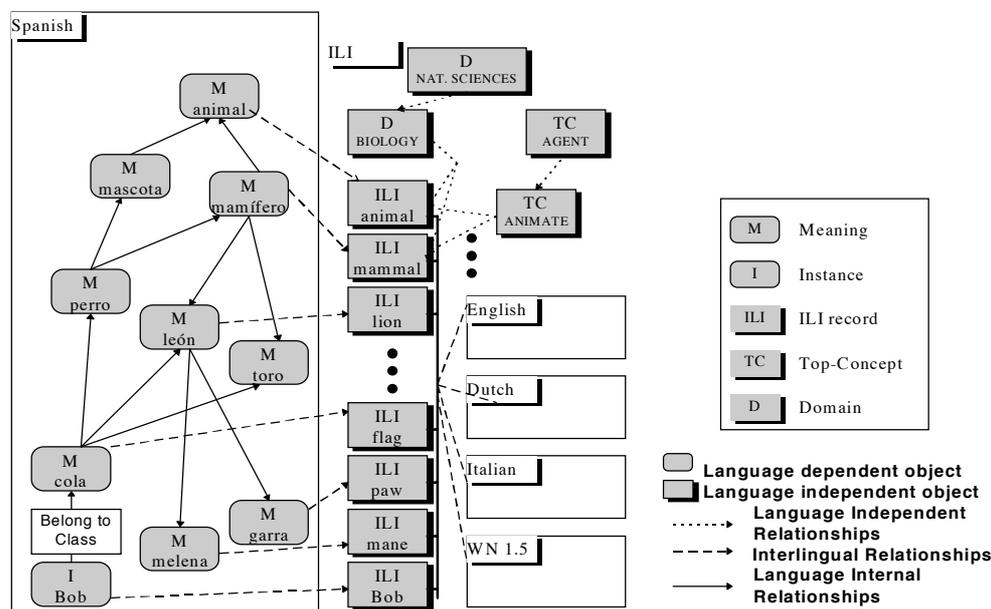 Spanish
M
animal
M
mascota
M
mamífero
M
perro
M
león
M
toro
M
cola
Belong to
Class
M
melena
M
garra
I
Bob
ILI
D
NAT. SCIENCES
D
BIOLOGY
TC
AGENT
TC
ANIMATE
ILI
animal
ILI
mammal
ILI
lion
ILI
flag
ILI
paw
ILI
mane
ILI
Bob
English
Dutch
Italian
WN 1.5
M Meaning
I Instance
ILI ILI record
TC Top-Concept
D Domain
Language dependent object
Language independent object
Language Independent
Relationships
Interlingual Relationships
Language Internal
Relationships